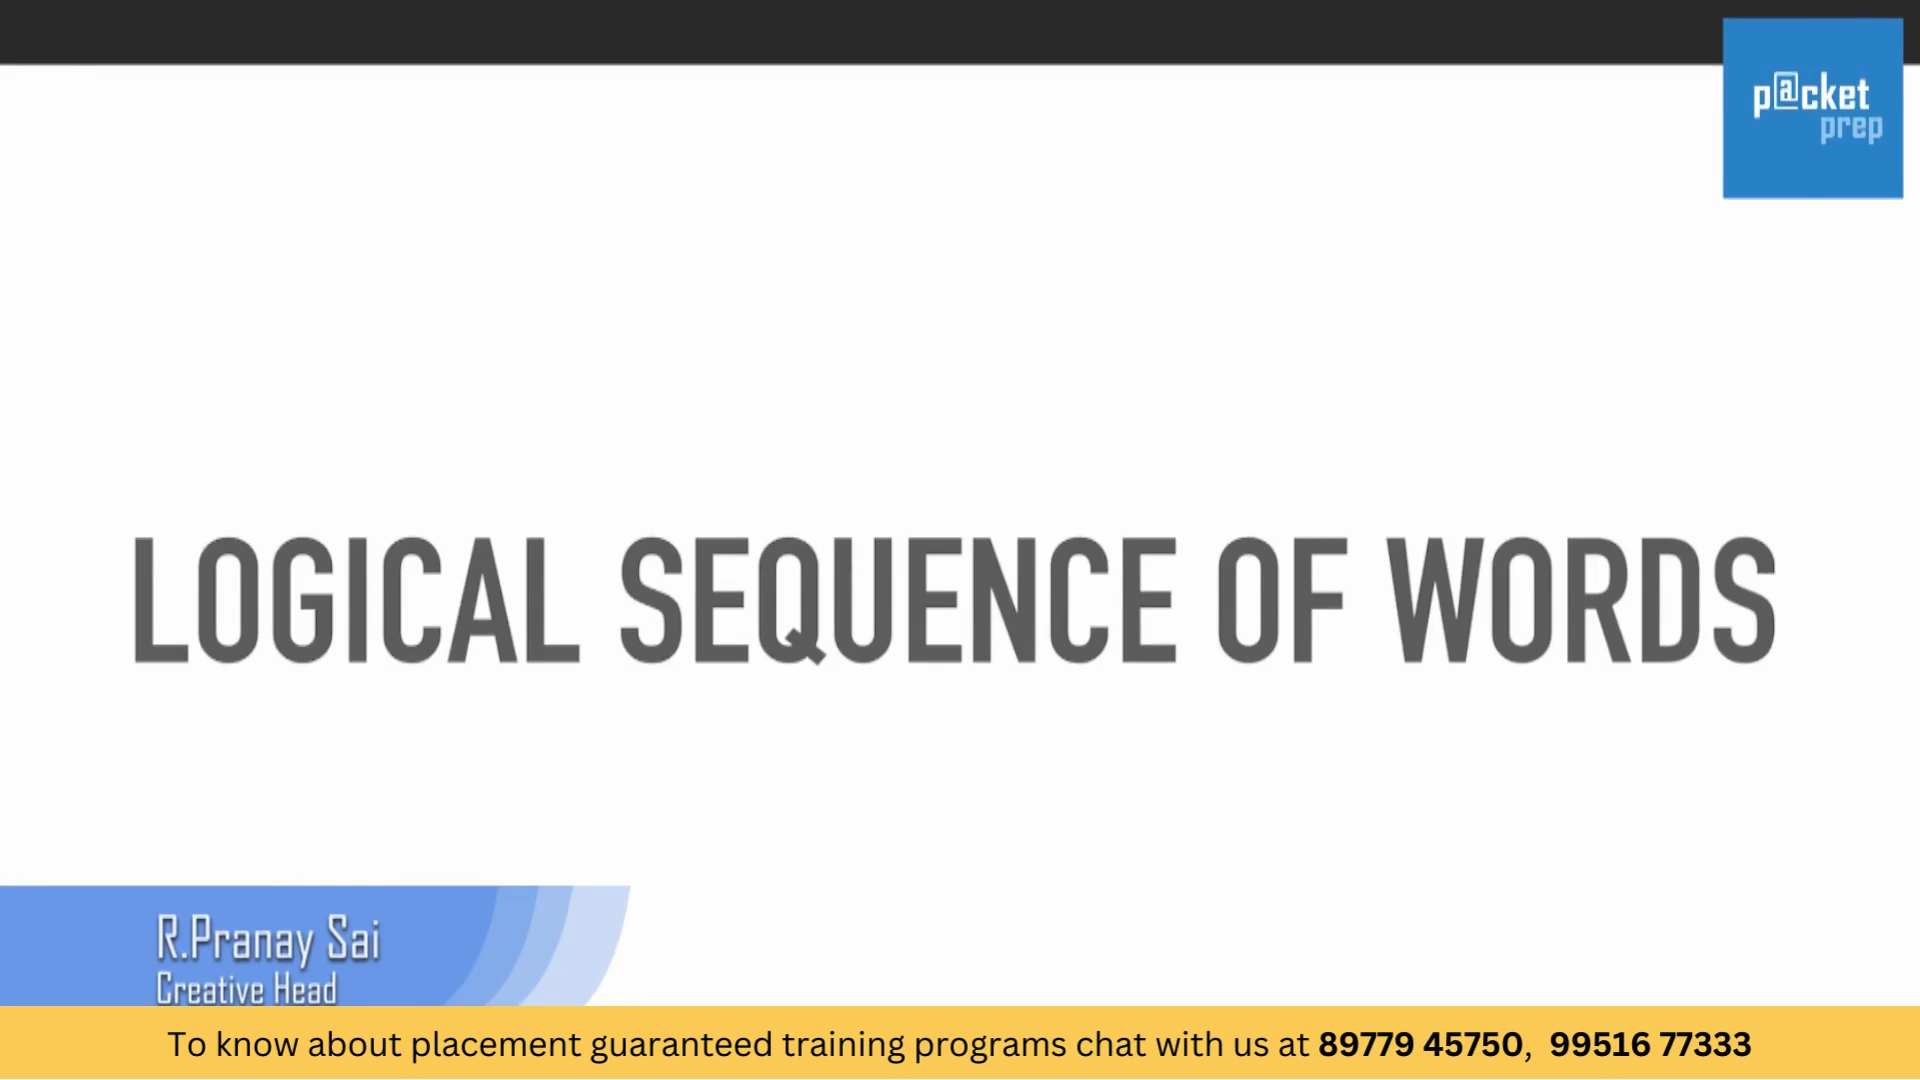 p@cket
prep
LOGICAL SEQUENCE OF WORDS
R.Pranay Sai
Creative Head
To know about placement guaranteed training programs chat with us at 89779 45750, 99516 77333